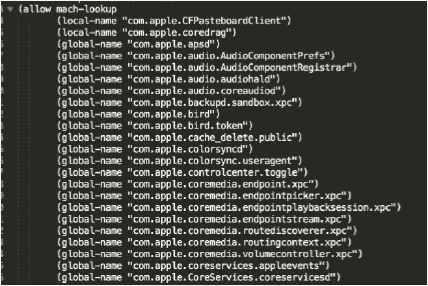 (allow mach-lookup
(local-name "com.apple.CFPasteboardClient")
(local-name "com.apple.coredrag")
(global-name "com.apple.apsd")
(global-name "com.apple.audio.AudioComponentPrefs")
(global-name "com.apple.audio.AudioComponentRegistrar")
(global-name "com.apple.audio.audiohald")
(global-name "com.apple.audio.coreaudiod")
(global-name "com.apple.backupd.sandbox.xpc")
(global-name "com.apple.bird")
(global-name "com.apple.bird.token")
(global-name "com.apple.cache_delete.public")
(global-name "com.apple.colorsyncd")
(global-name "com.apple.colorsync.useragent")
(global-name "com.apple.controlcenter.toggle")
(global-name "com.apple.coremedia.endpoint.xpc")
(global-name "com.apple.coremedia.endpointpicker.xpc")
(global-name "com.apple.coremedia.endpointplaybacksession.xpc")
(global-name "com.apple.coremedia.endpointstream.xpc")
(global-name "com.apple.coremedia.routediscoverer.xpc")
(global-name "com.apple.coremedia.routingcontext.xpc")
(global-name "com.apple.coremedia.volumecontroller.xpc")
(global-name "com.apple.coreservices.appleevents")
(global-name "com.apple.CoreServices.coreservicesd")